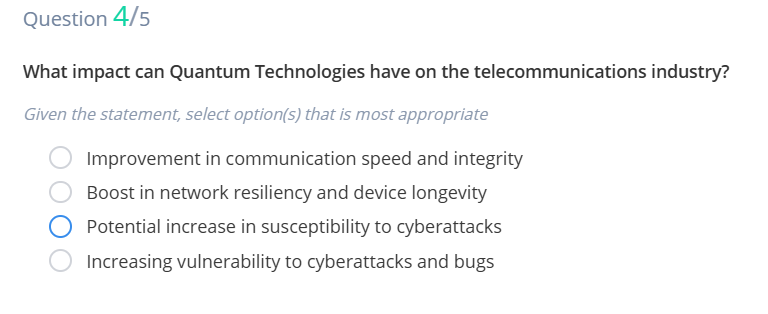 Question 4/5
What impact can Quantum Technologies have on the telecommunications industry?
Given the statement, select option(s) that is most appropriate
Improvement in communication speed and integrity
Boost in network resiliency and device longevity
Potential increase in susceptibility to cyberattacks
Increasing vulnerability to cyberattacks and bugs